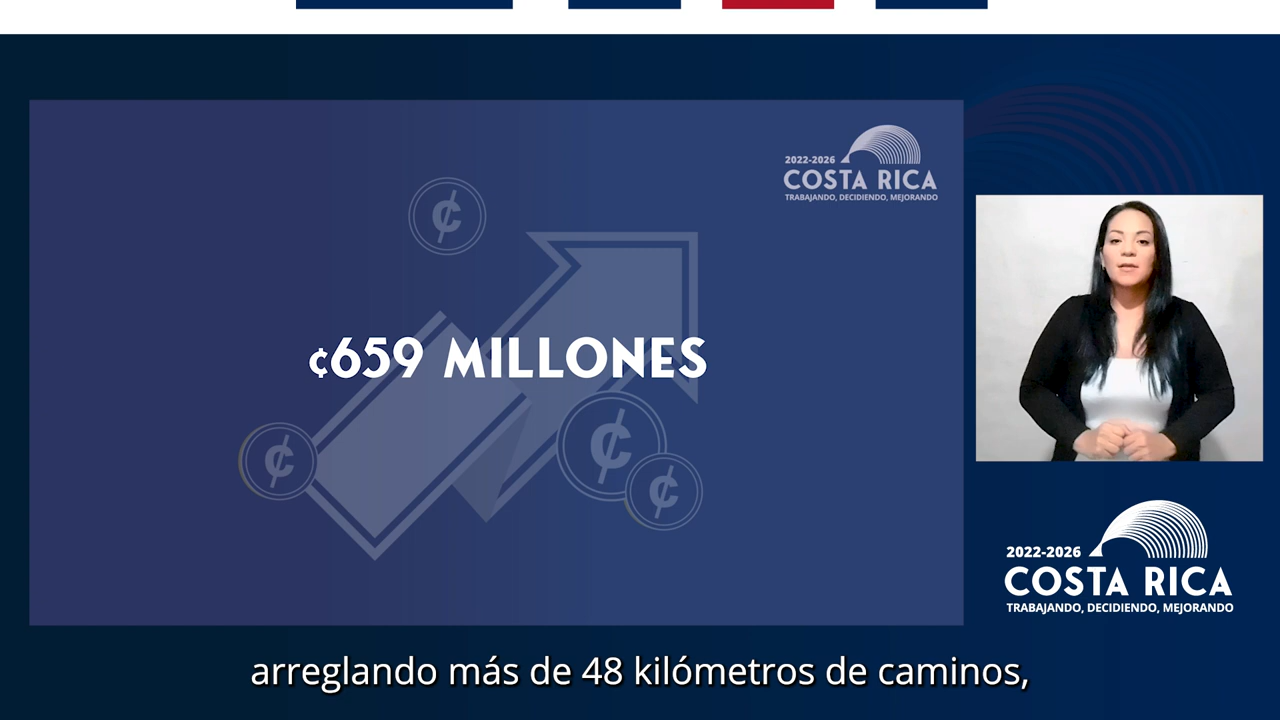 2022-2026
COSTA RICA
TRABAJANDO, DECIDIENDO, MEJORANDO
¢
¢659 MILLONES
¢
¢
¢
2022-2026
COSTA RICA
TRABAJANDO, DECIDIENDO, MEJORANDO
arreglando más de 48 kilómetros de caminos,